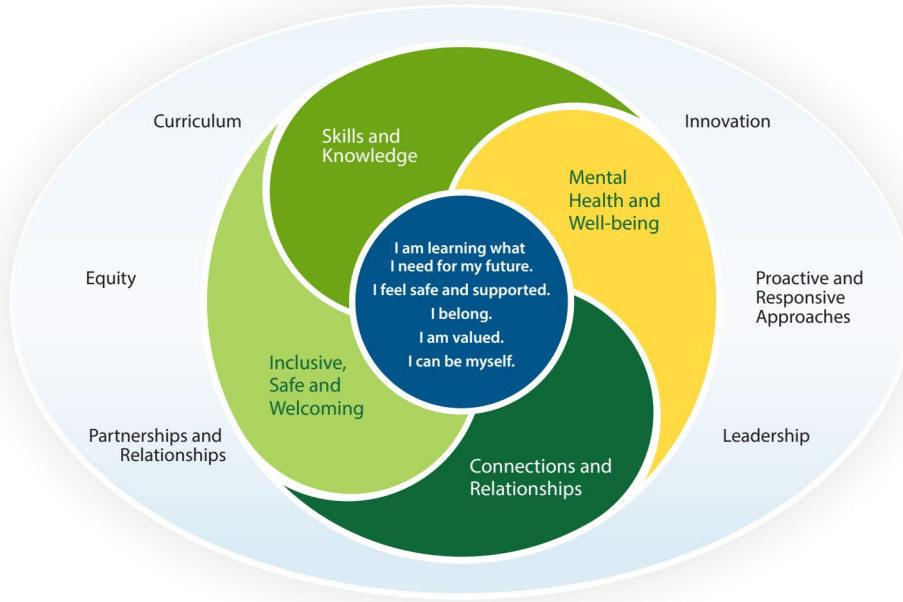 Curriculum
Innovation
Skills and
Knowledge
Mental
Health and
Well-being
I am learning what
I need for my future.
I feel safe and supported.
I belong.
I am valued.
I can be myself.
Equity
Proactive and
Responsive
Approaches
Inclusive,
Safe and
Welcoming
Partnerships and
Relationships
Connections and
Relationships
Leadership